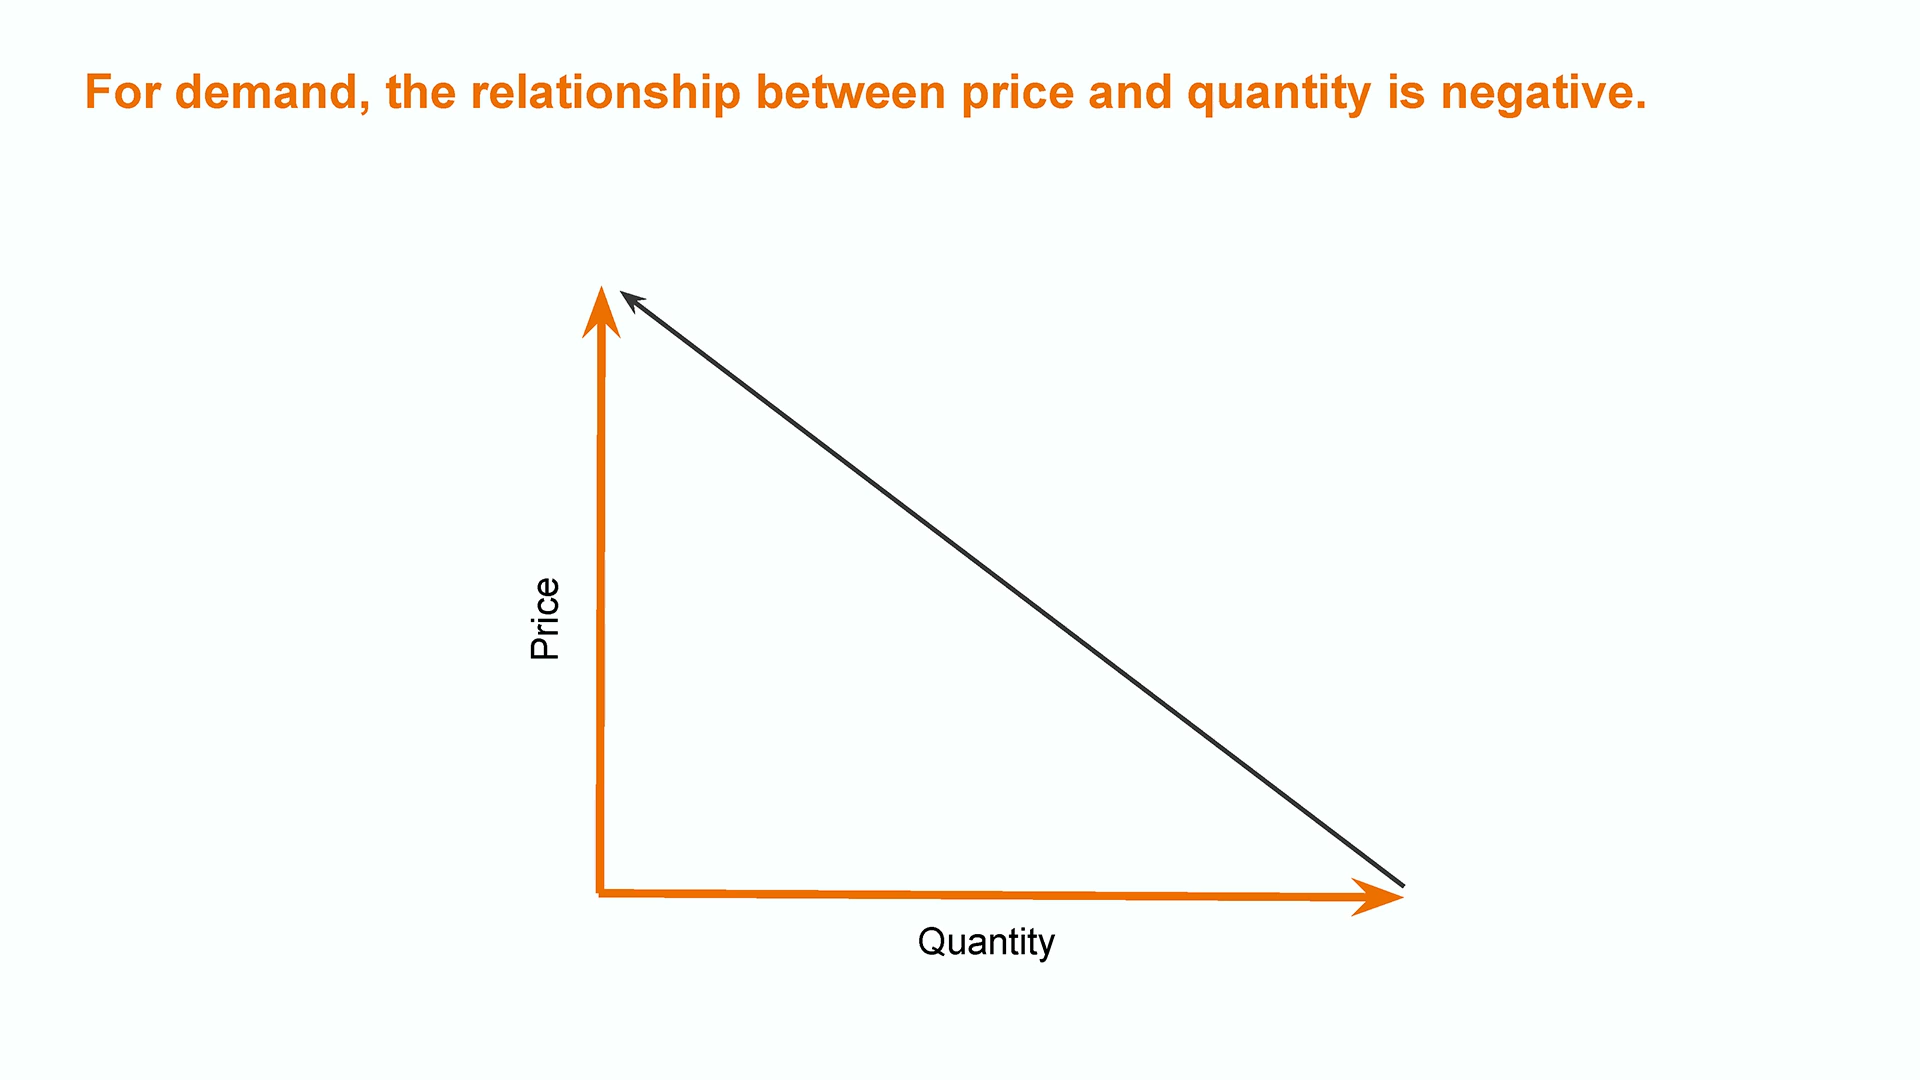 For demand, the relationship between price and quantity is negative.
Price
Quantity